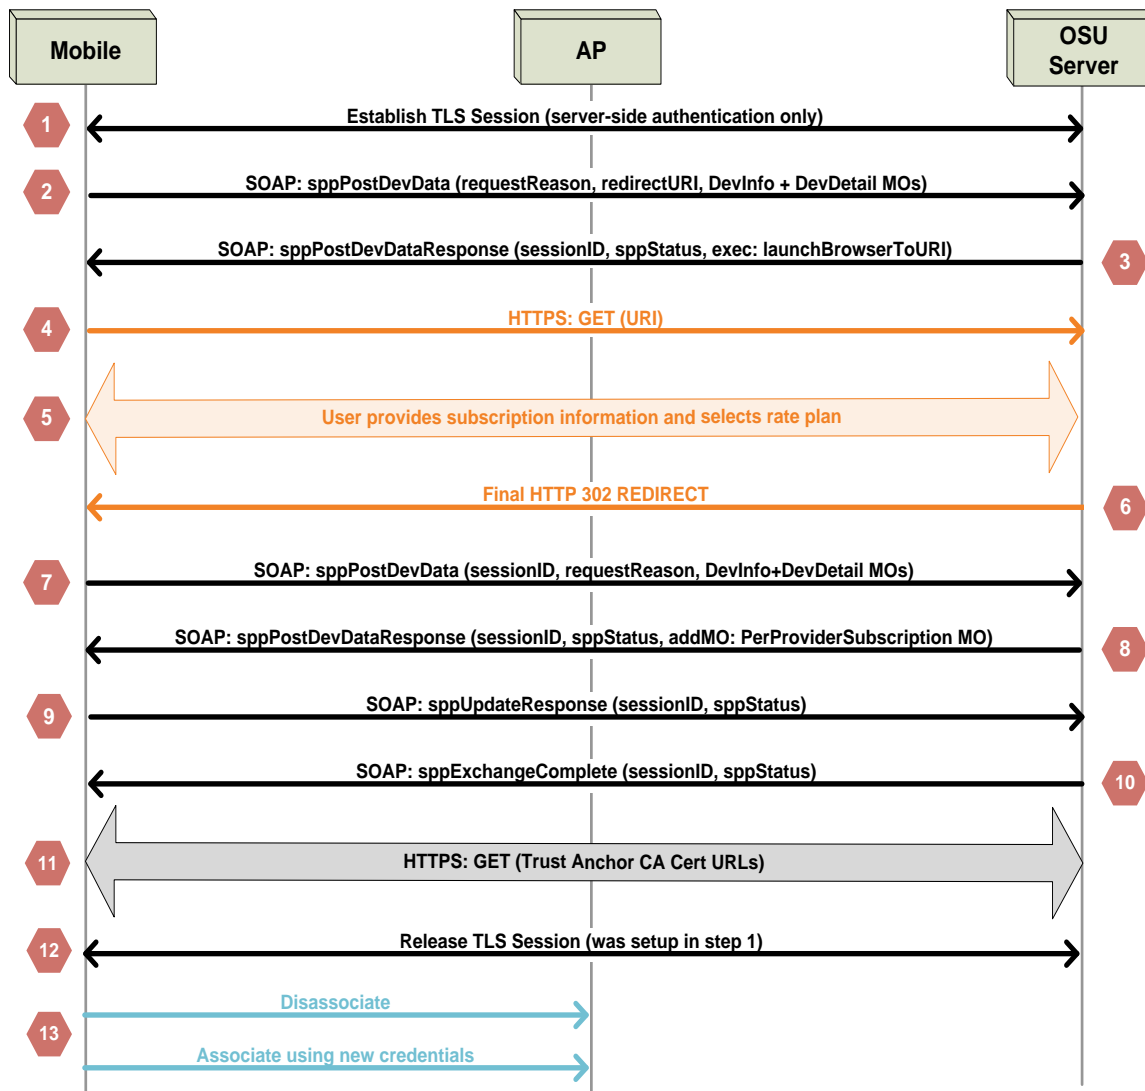 Mobile
AP
OSU
Server
1
Establish TLS Session (server-side authentication only)
2
SOAP: sppPostDevData (requestReason, redirectURI, DevInfo + DevDetail MOs)
SOAP: sppPostDevDataResponse (sessionID, sppStatus, exec: launchBrowserToURI)
3
4
HTTPS: GET (URI)
5
User provides subscription information and selects rate plan
Final HTTP 302 REDIRECT
6
7
SOAP: sppPostDevData (sessionID, requestReason, DevInfo+DevDetail MOs)
SOAP: sppPostDevDataResponse (sessionID, sppStatus, addMO: PerProviderSubscription MO)
8
9
SOAP: sppUpdateResponse (sessionID, sppStatus)
SOAP: sppExchangeComplete (sessionID, sppStatus)
10
11
HTTPS: GET (Trust Anchor CA Cert URLs)
12
Release TLS Session (was setup in step 1)
13
Disassociate
Associate using new credentials